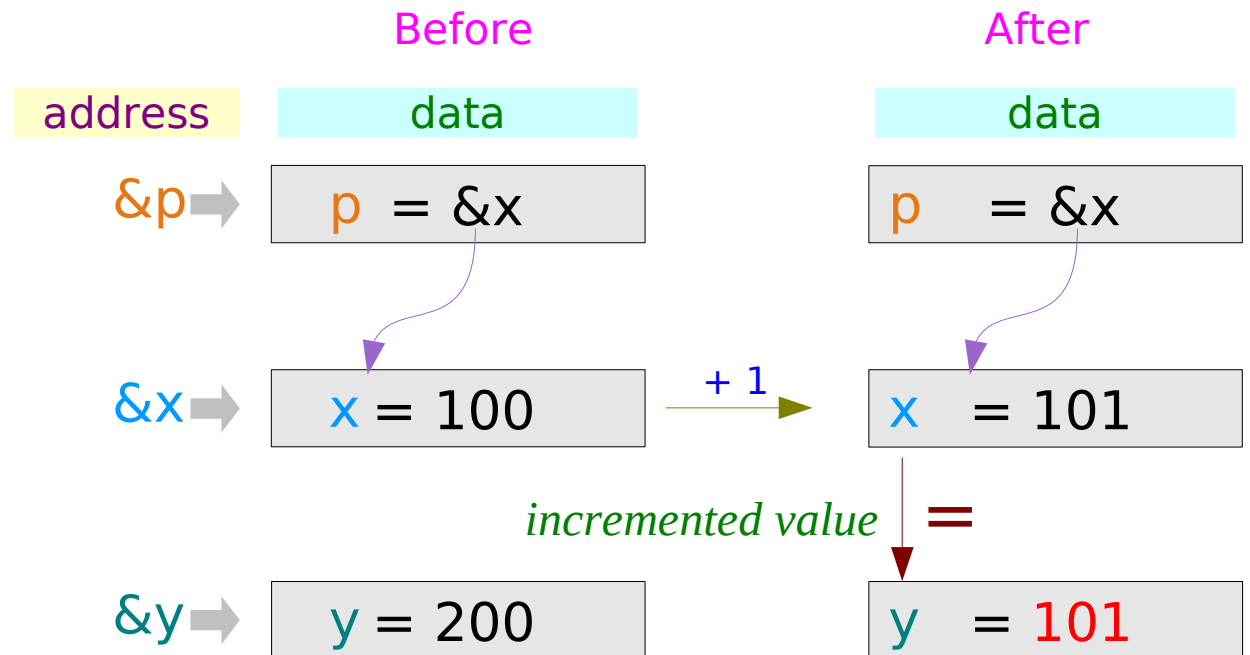 Before After
address data data
&p p = &x p = &x
+ 1
&x x = 100 x = 101
incremented value =
&y y = 200 y = 101